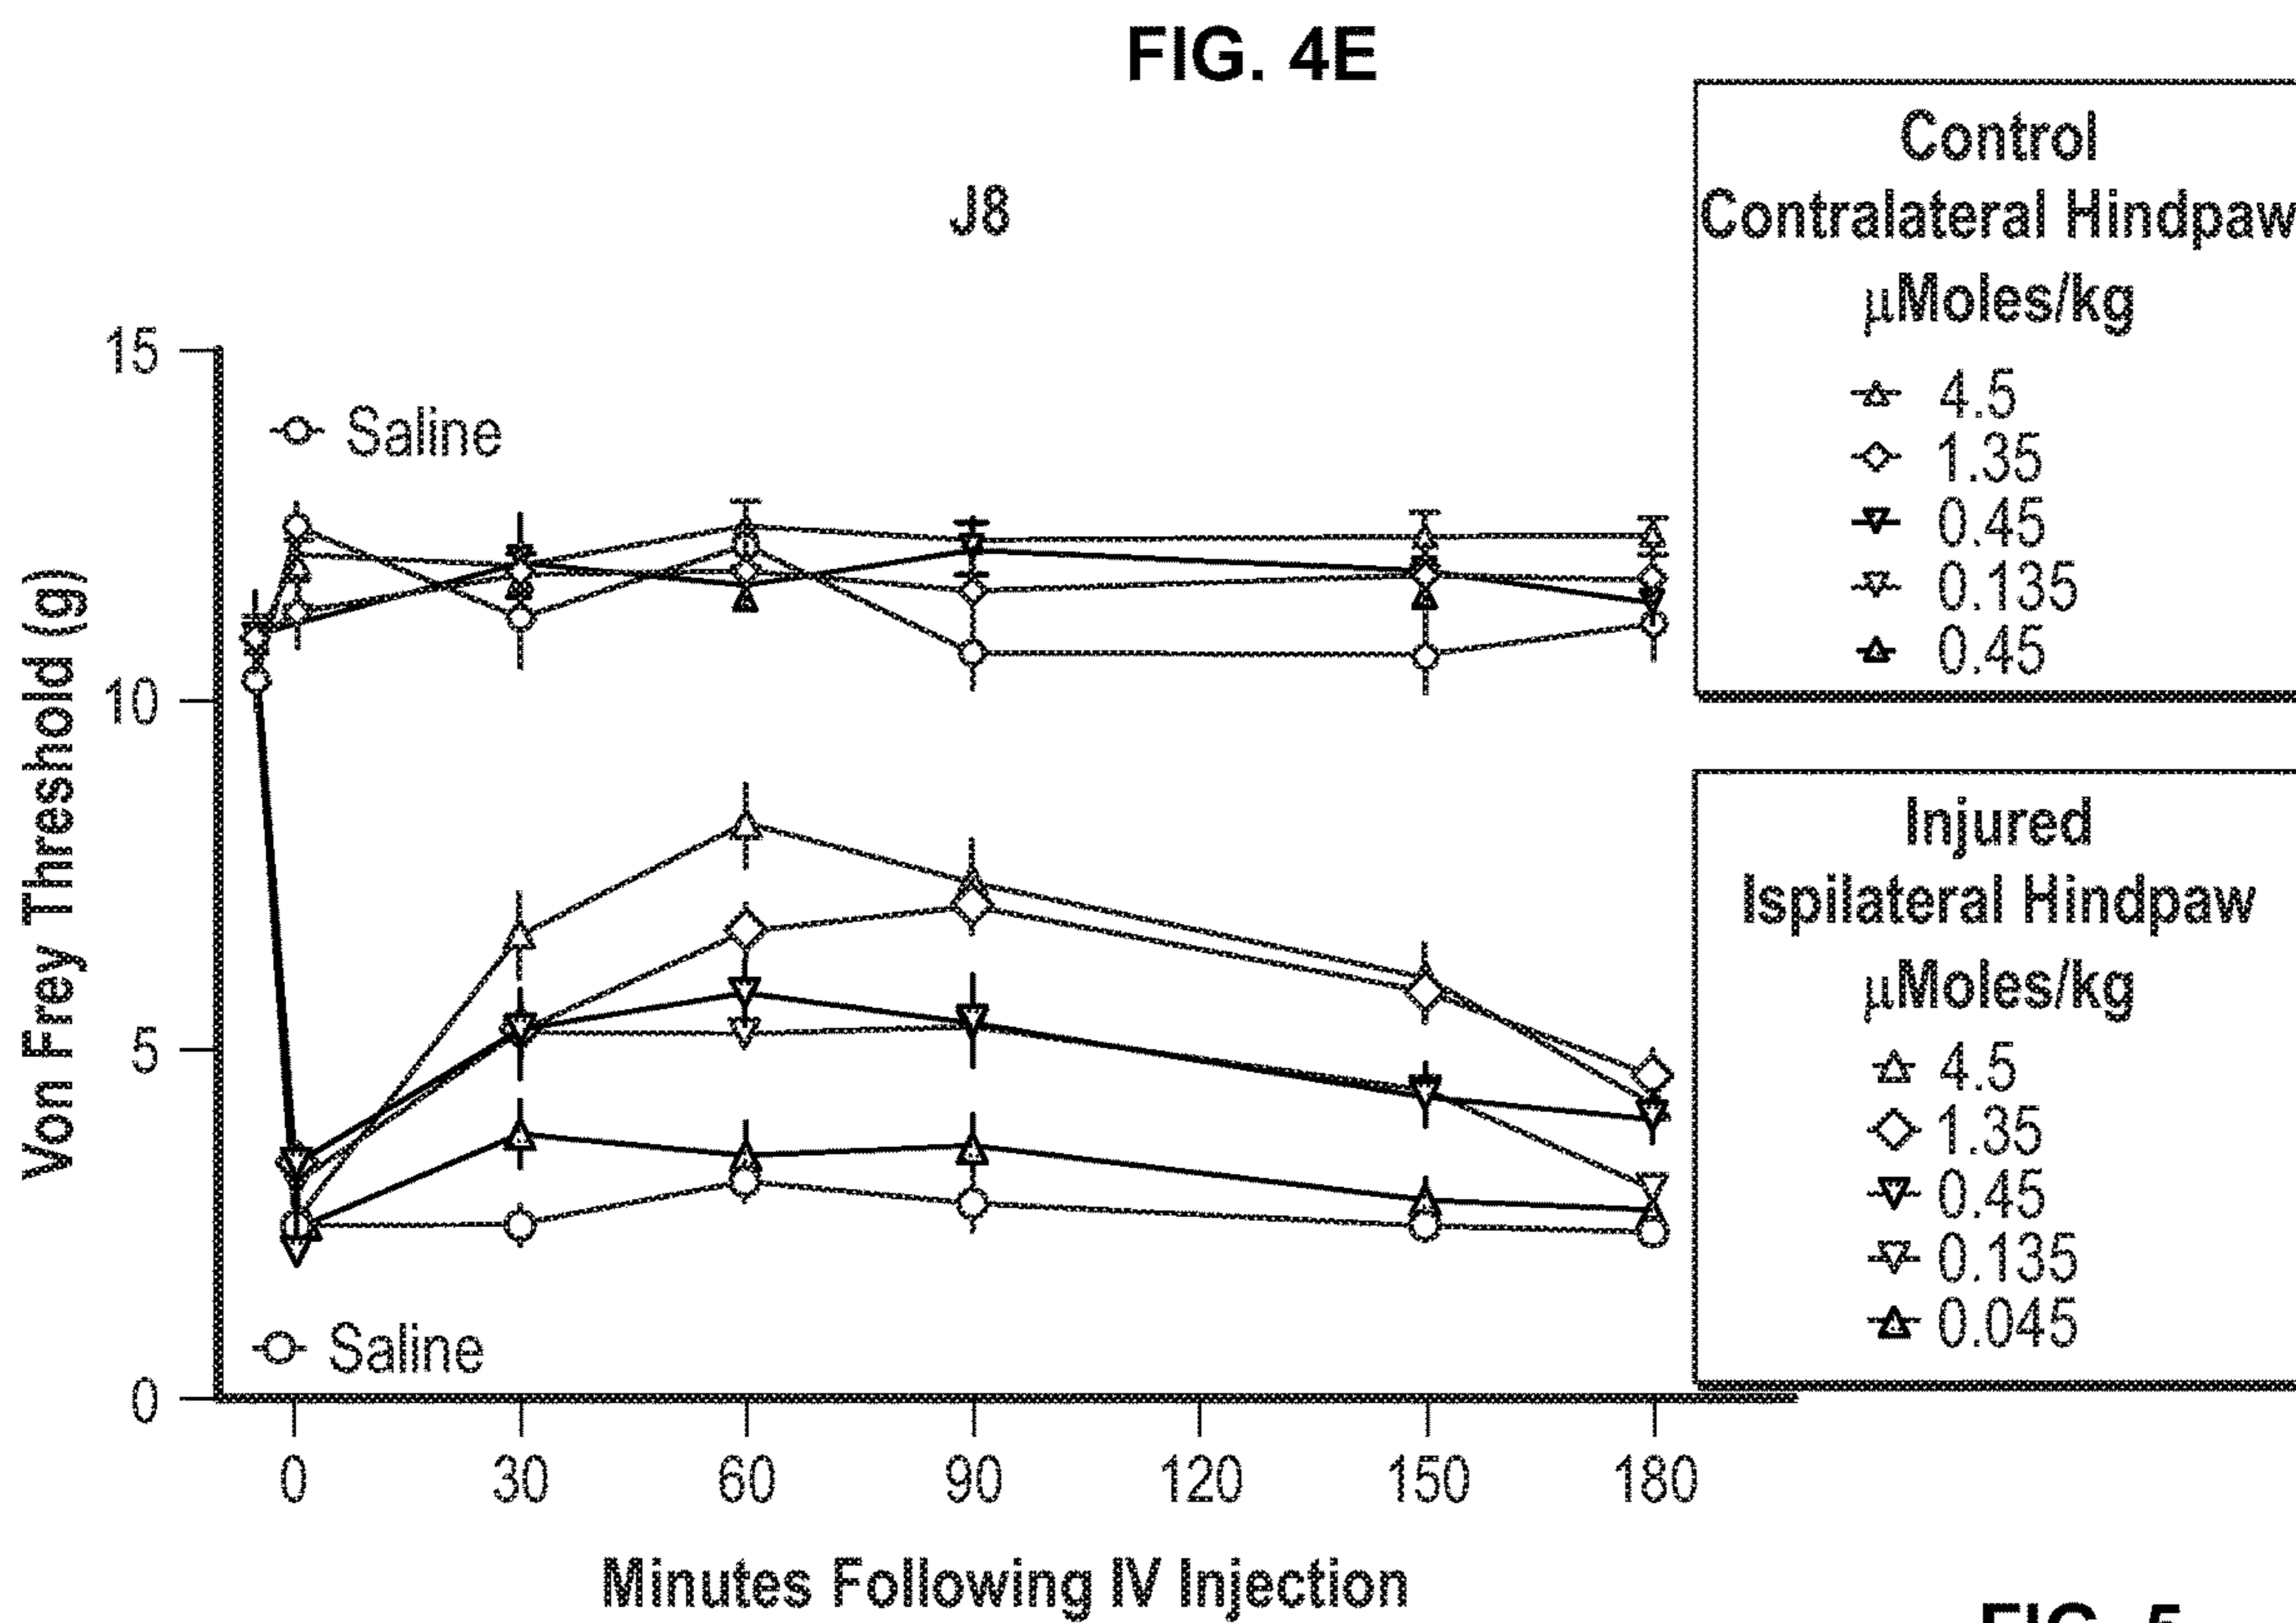 FIG. 4E
J8
Von Frey Threshold (g)
15
10
5
0
Saline
Saline
0 30 60 90 120 150 180
Minutes Following IV Injection
Control
Contralateral Hindpaw
µMoles/kg
4.5
1.35
0.45
0.135
0.45
Injured
Ispilateral Hindpaw
µMoles/kg
4.5
1.35
0.45
0.135
0.045